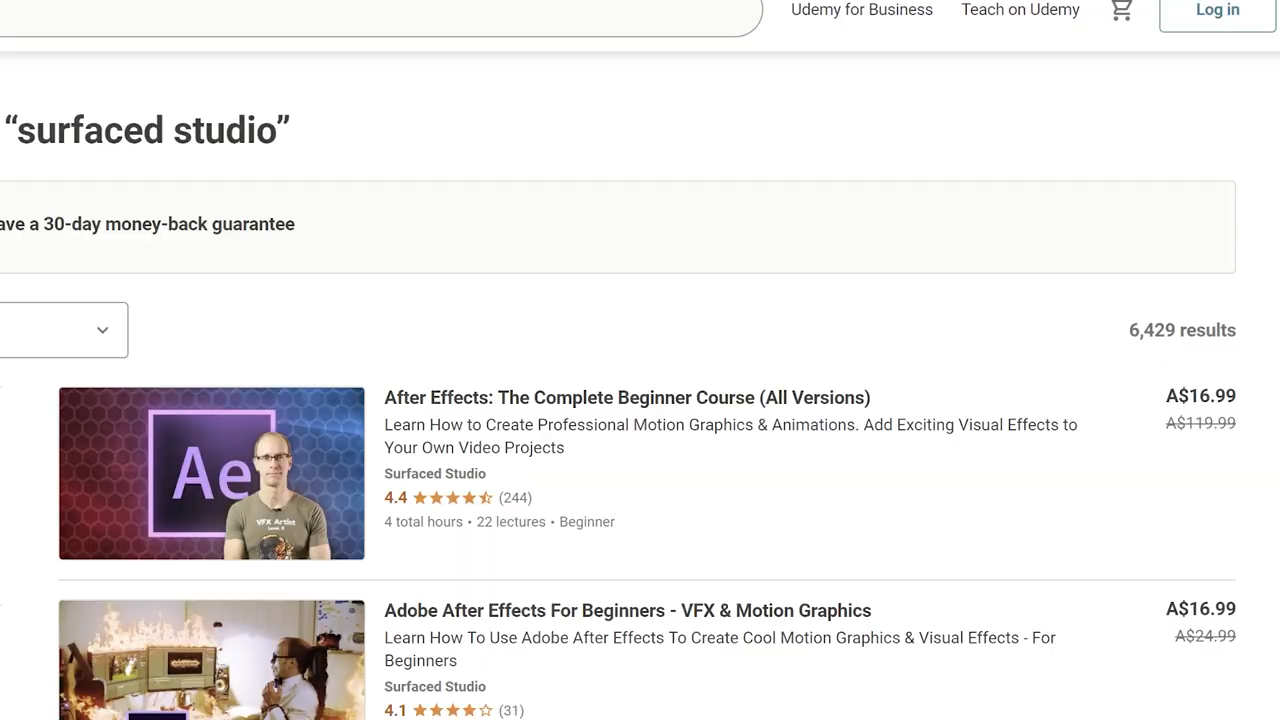 Udemy for Business Teach on Udemy Log in
“surfaced studio”
ave a 30-day money-back guarantee
6,429 results
Ae
VFX Artist
After Effects: The Complete Beginner Course (All Versions) A$16.99
Learn How to Create Professional Motion Graphics & Animations. Add Exciting Visual Effects to A$119.99
Your Own Video Projects
Surfaced Studio
4.4 (244)
4 total hours • 22 lectures • Beginner
Adobe After Effects For Beginners - VFX & Motion Graphics A$16.99
Learn How To Use Adobe After Effects To Create Cool Motion Graphics & Visual Effects - For A$24.99
Beginners
Surfaced Studio
4.1 (31)